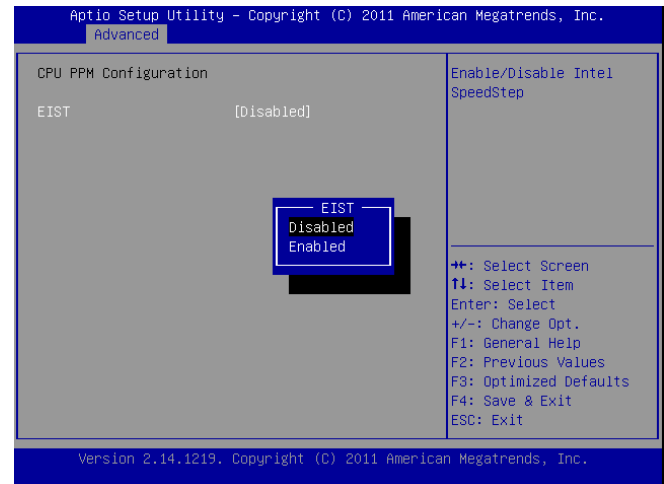 Aptio Setup Utility – Copyright (C) 2011 American Megatrends, Inc.
Advanced
CPU PPM Configuration
EIST [Disabled]
EIST
Disabled
Enabled
Enable/Disable Intel
SpeedStep
→←: Select Screen
↑↓: Select Item
Enter: Select
+/-: Change Opt.
F1: General Help
F2: Previous Values
F3: Optimized Defaults
F4: Save & Exit
ESC: Exit
Version 2.14.1219. Copyright (C) 2011 American Megatrends, Inc.